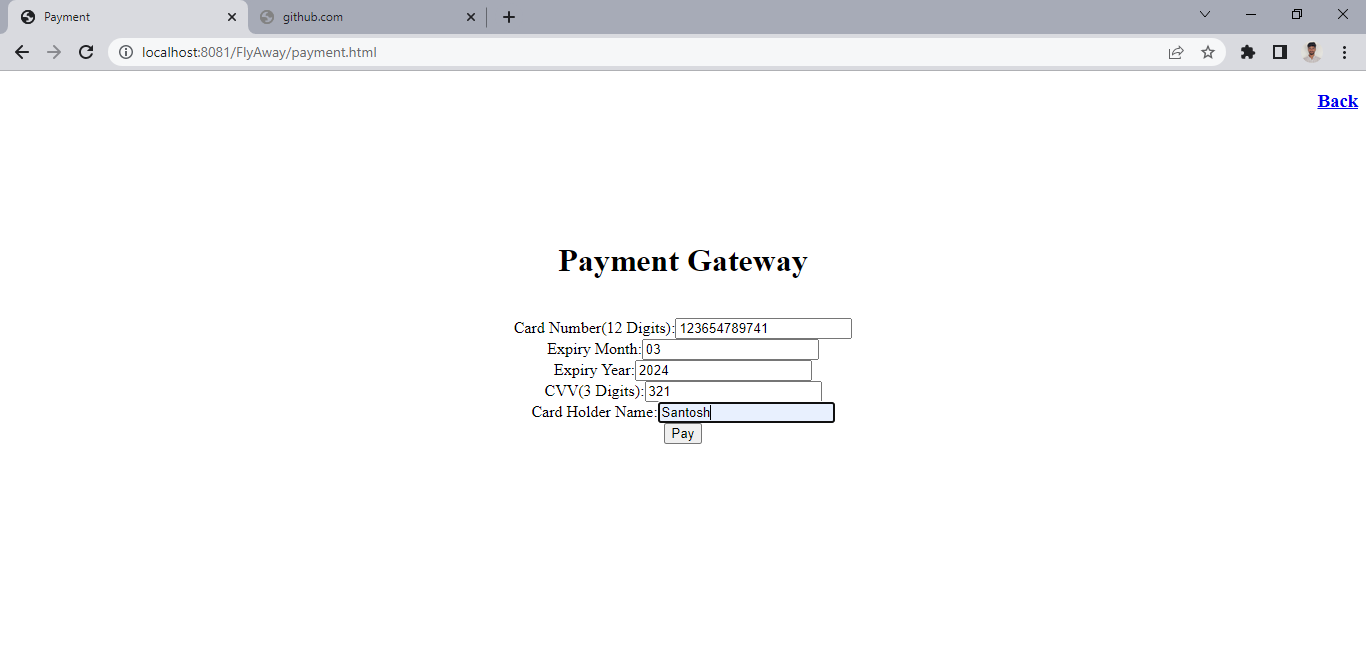 Payment
github.com
localhost:8081/FlyAway/payment.html
Back
Payment Gateway
Card Number(12 Digits): 123654789741
Expiry Month: 03
Expiry Year: 2024
CVV(3 Digits): 321
Card Holder Name: Santosh
Pay